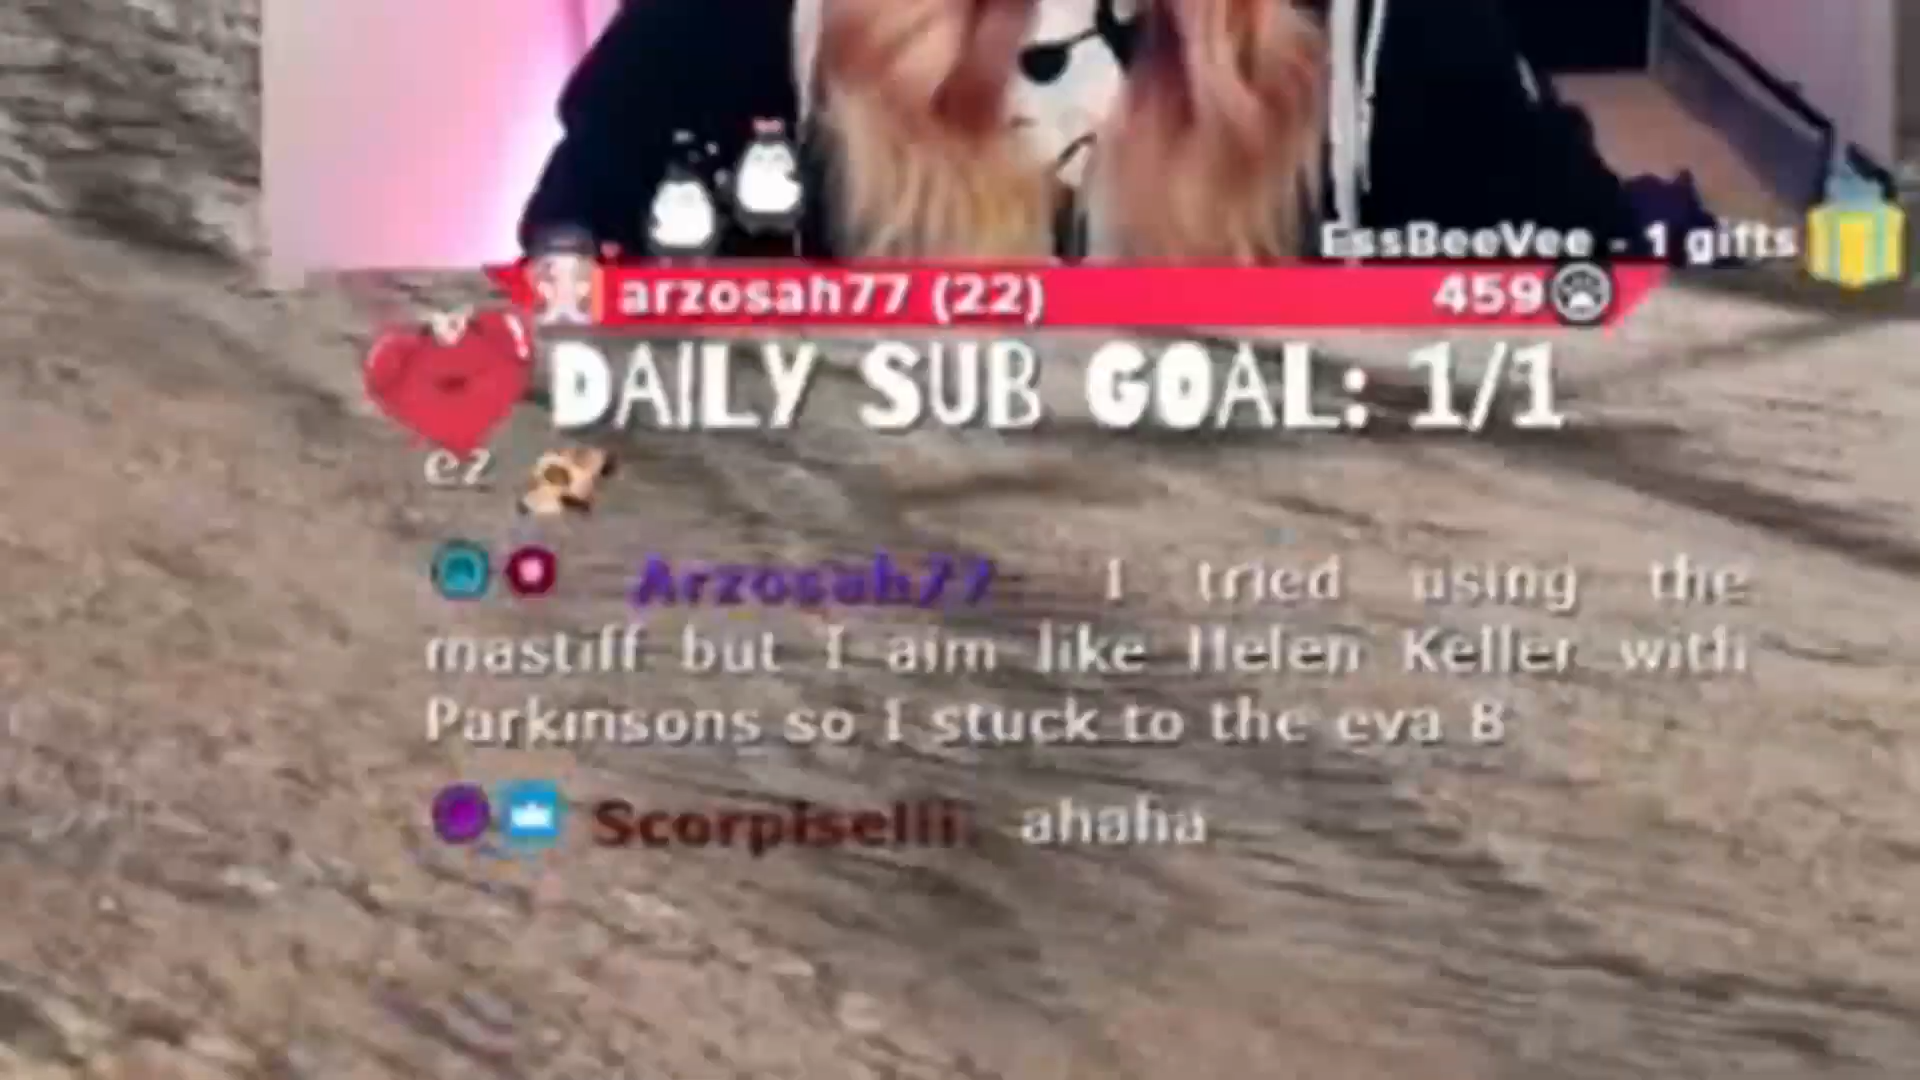 EssBeeVee - 1 gifts
arzosah77 (22) 459
DAILY SUB GOAL: 1/1
ez
Arzosah77: I tried using the
mastiff but I aim like Helen Keller with
Parkinsons so I stuck to the eva 8
Scorpiselli: ahaha